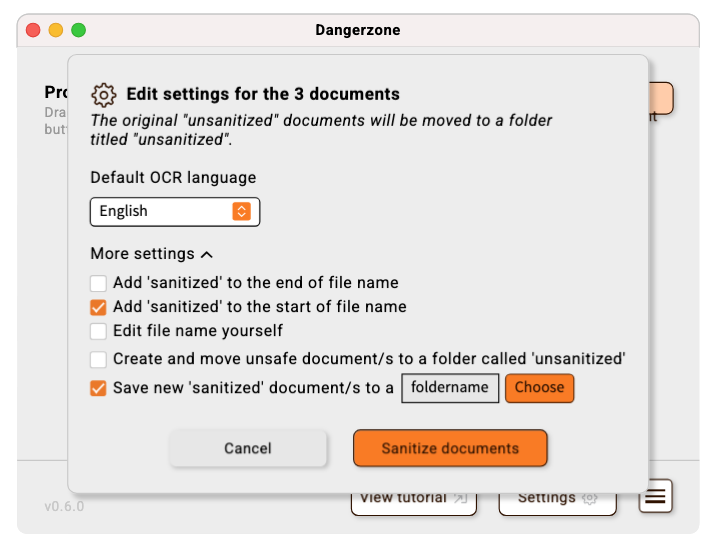 Dangerzone
Edit settings for the 3 documents
The original "unsanitized" documents will be moved to a folder
titled "unsanitized".
Default OCR language
English
More settings
Add 'sanitized' to the end of file name
Add 'sanitized' to the start of file name
Edit file name yourself
Create and move unsafe document/s to a folder called 'unsanitized'
Save new 'sanitized' document/s to a foldername Choose
Cancel Sanitize documents
v0.6.0 View tutorial Settings